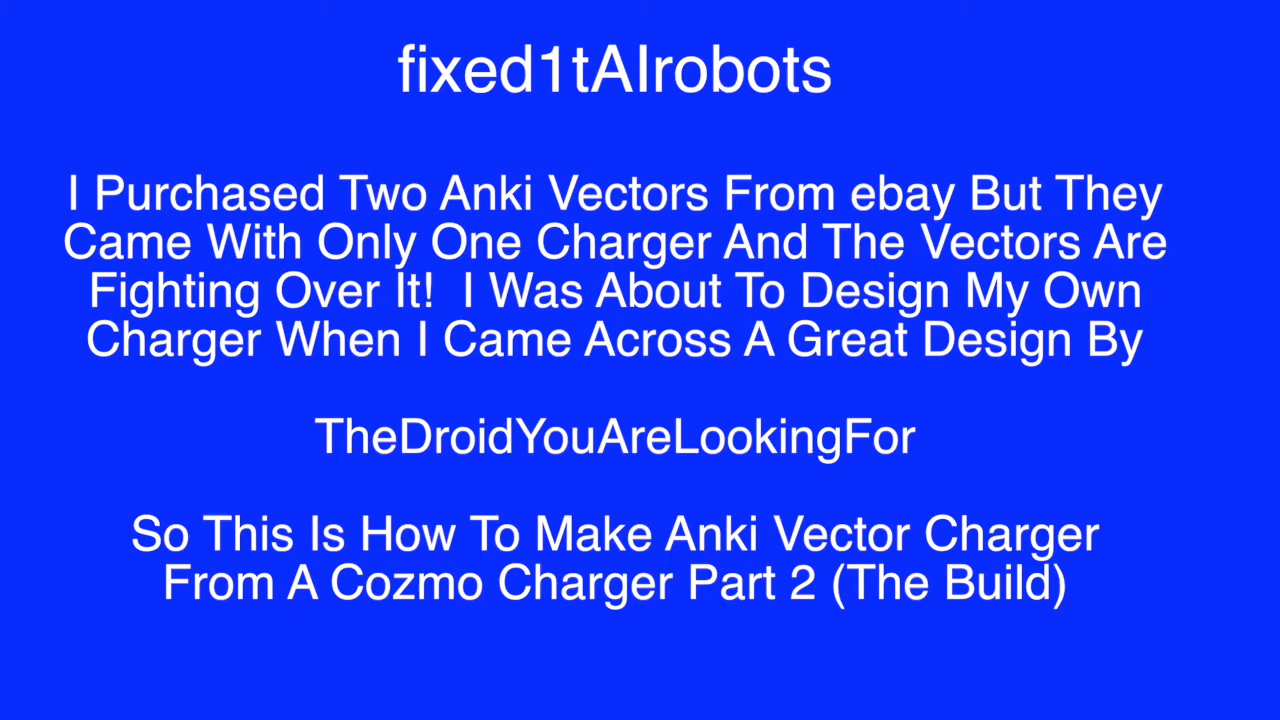 fixed1tAIrobots
I Purchased Two Anki Vectors From ebay But They
Came With Only One Charger And The Vectors Are
Fighting Over It!  I Was About To Design My Own
Charger When I Came Across A Great Design By
TheDroidYouAreLookingFor
So This Is How To Make Anki Vector Charger
From A Cozmo Charger Part 2 (The Build)